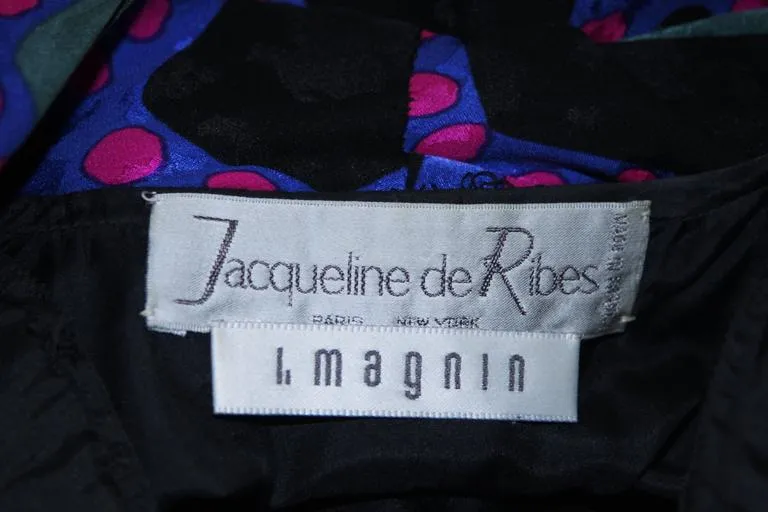 Jacqueline de Ribes
PARIS NEW YORK
I. magnin